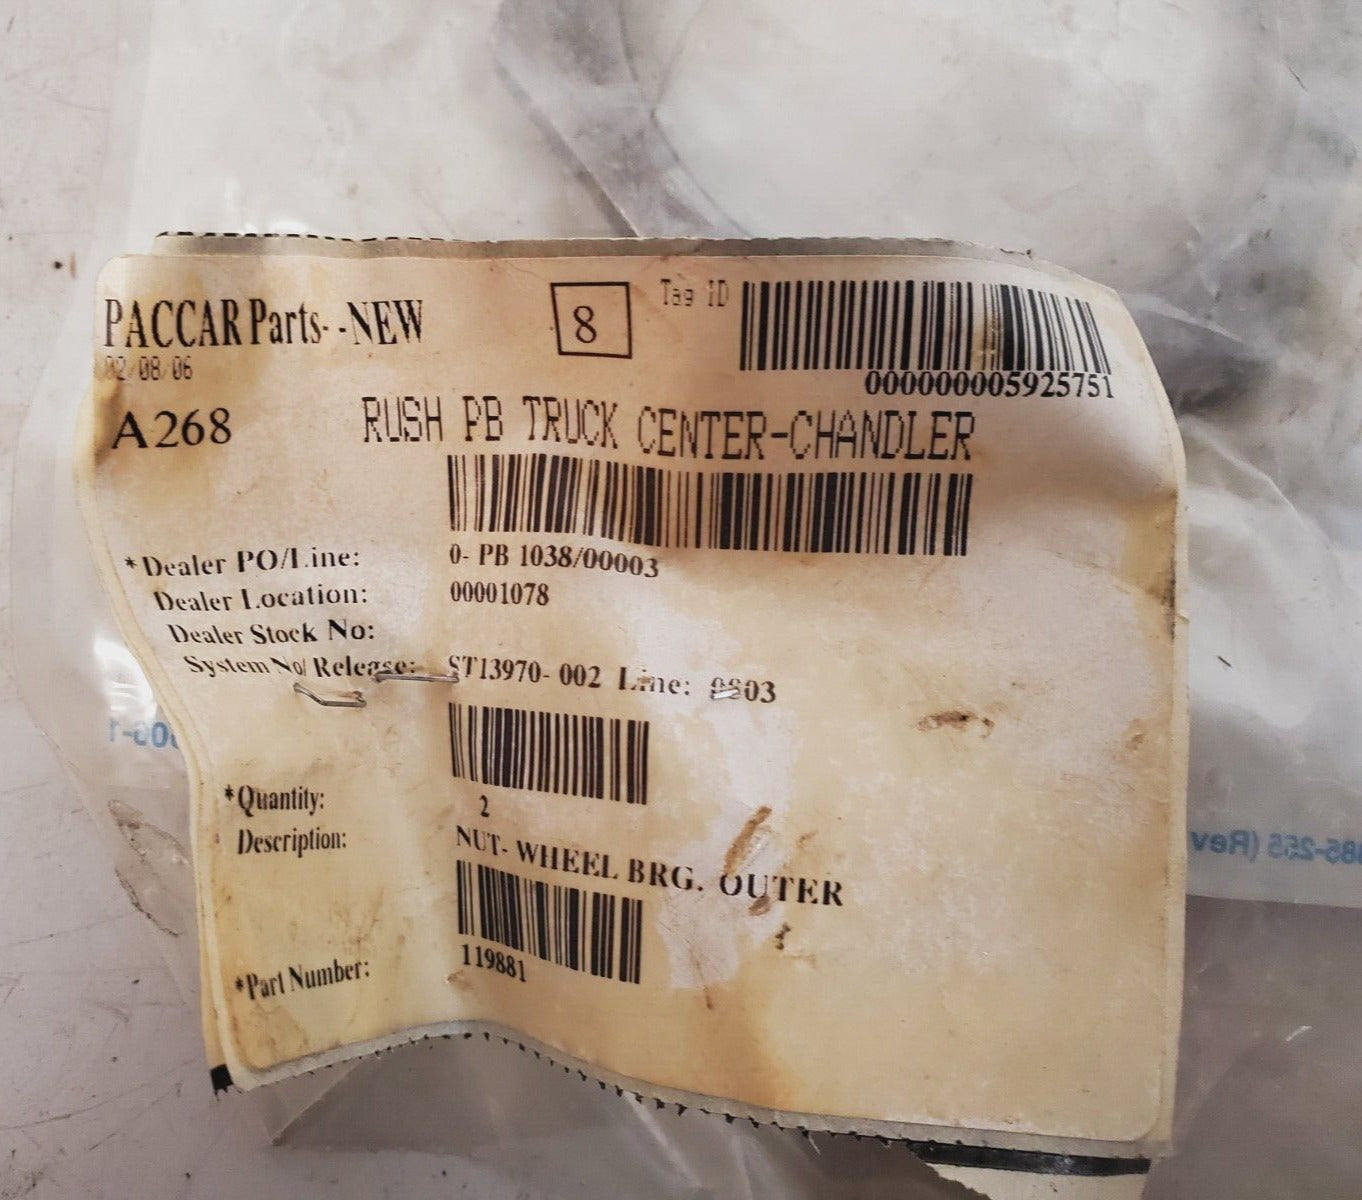 PACCAR Parts- -NEW
8
Tag ID
02/08/06
000000005925751
A268
RUSH PB TRUCK CENTER-CHANDLER
*Dealer PO/Line: 0- PB 1038/00003
Dealer Location: 00001078
Dealer Stock No:
System No/ Release: ST13970- 002 Line: 0803
*Quantity: 2
Description: NUT- WHEEL BRG. OUTER
*Part Number: 119881
(Rev